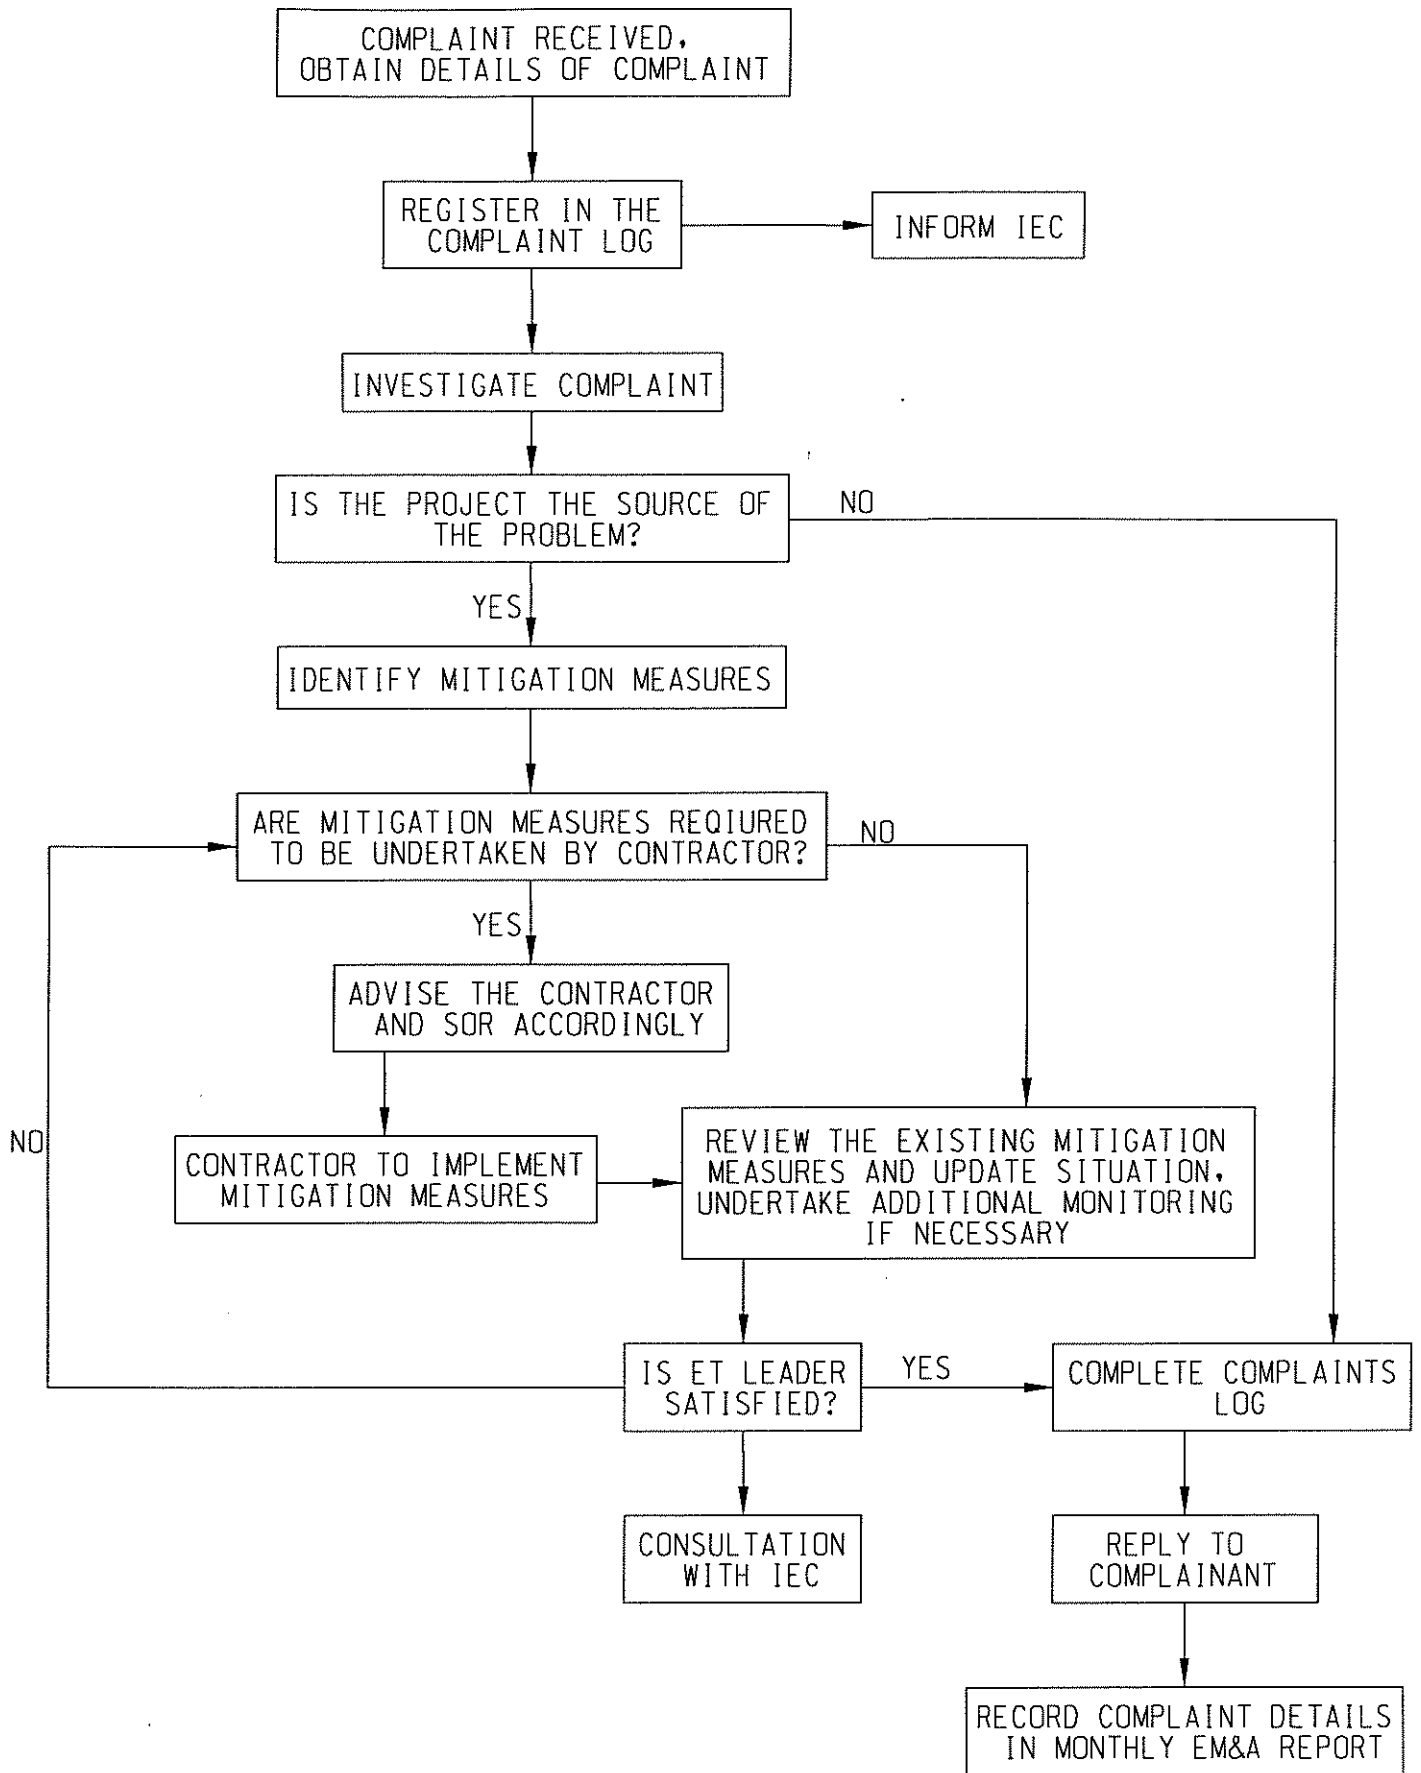 COMPLAINT RECEIVED,
OBTAIN DETAILS OF COMPLAINT
REGISTER IN THE
COMPLAINT LOG
INFORM IEC
INVESTIGATE COMPLAINT
IS THE PROJECT THE SOURCE OF
THE PROBLEM?
NO
YES
IDENTIFY MITIGATION MEASURES
ARE MITIGATION MEASURES REQIURED
TO BE UNDERTAKEN BY CONTRACTOR?
NO
YES
ADVISE THE CONTRACTOR
AND SOR ACCORDINGLY
NO
CONTRACTOR TO IMPLEMENT
MITIGATION MEASURES
REVIEW THE EXISTING MITIGATION
MEASURES AND UPDATE SITUATION,
UNDERTAKE ADDITIONAL MONITORING
IF NECESSARY
IS ET LEADER
SATISFIED?
YES
COMPLETE COMPLAINTS
LOG
CONSULTATION
WITH IEC
REPLY TO
COMPLAINANT
RECORD COMPLAINT DETAILS
IN MONTHLY EM&A REPORT